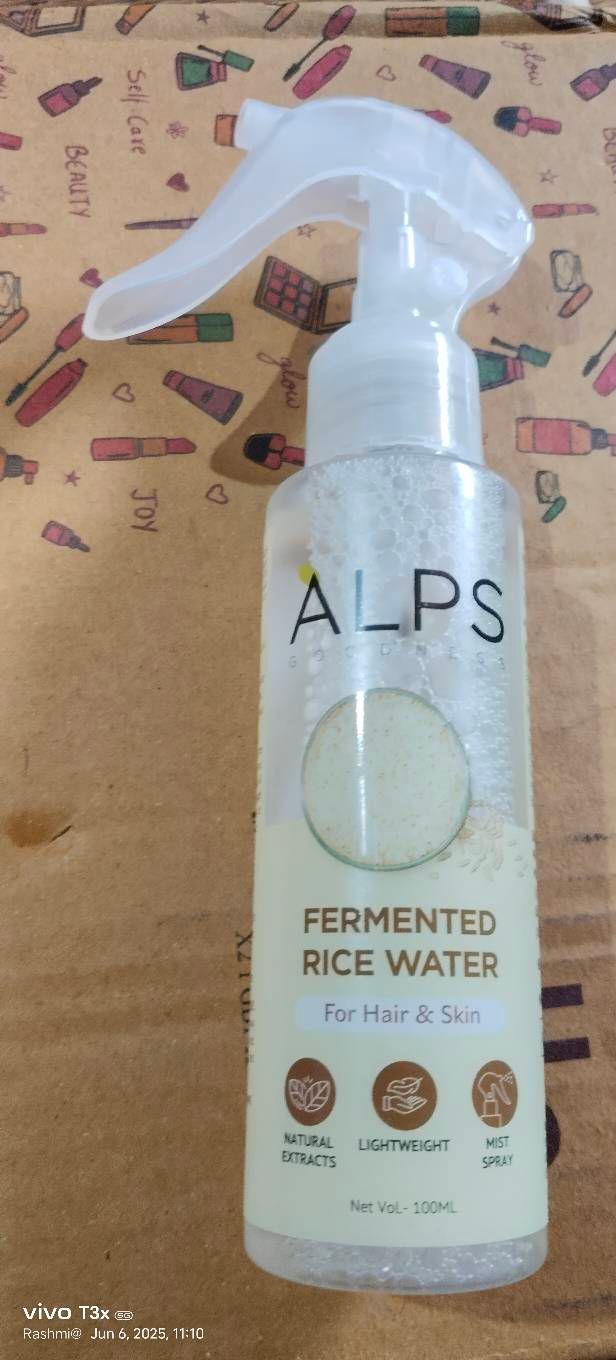 glow
Self Care
BEAUTY
glow
JOY
ALPS
GOODNESS
FERMENTED
RICE WATER
For Hair & Skin
NATURAL
EXTRACTS
LIGHTWEIGHT
MIST
SPRAY
Net Vol.- 100ML
vivo T3x 5G
Rashmi@ Jun 6, 2025, 11:10